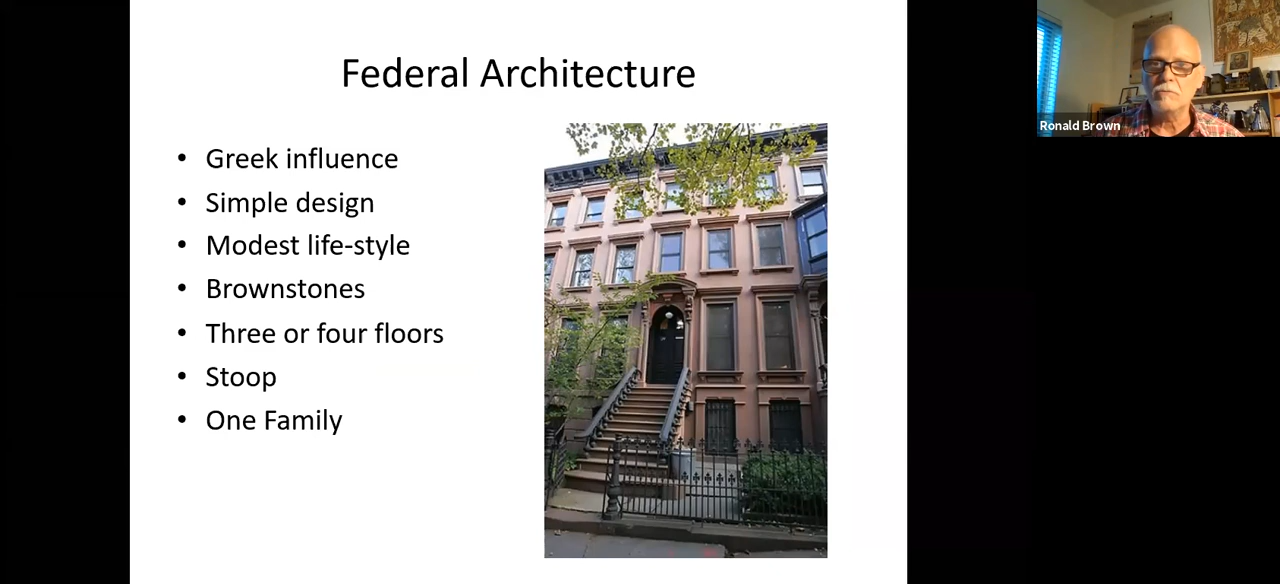 Federal Architecture
• Greek influence
• Simple design
• Modest life-style
• Brownstones
• Three or four floors
• Stoop
• One Family
Ronald Brown